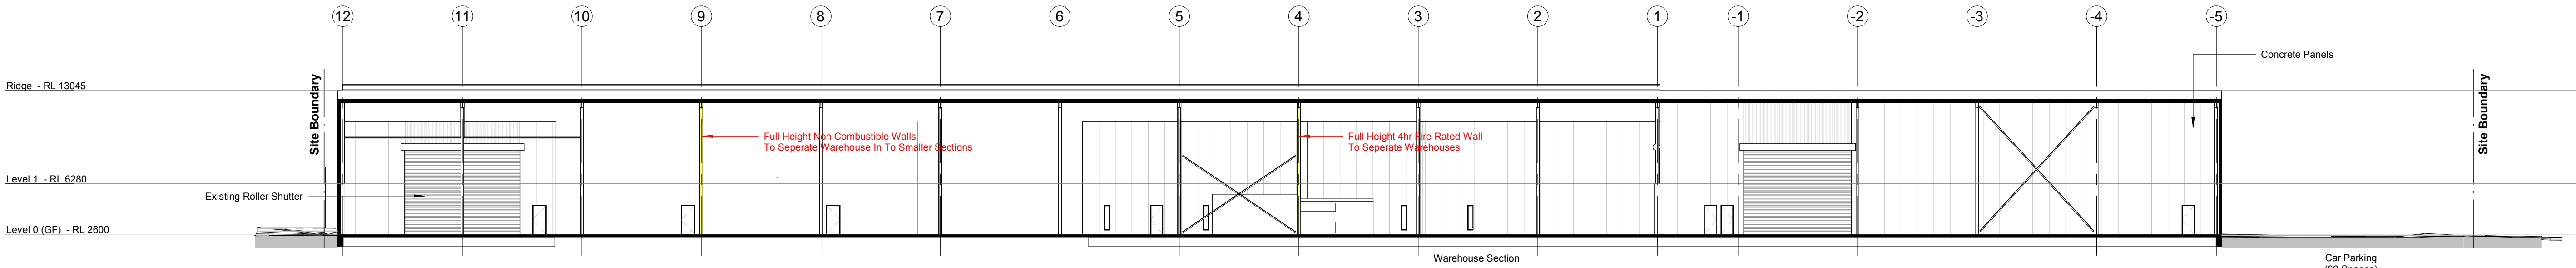 12 11 10 9 8 7 6 5 4 3 2 1 -1 -2 -3 -4 -5
Concrete Panels
Site Boundary
Site Boundary
Ridge - RL 13045
Full Height Non Combustible Walls
To Seperate Warehouse In To Smaller Sections
Full Height 4hr Fire Rated Wall
To Seperate Warehouses
Level 1 - RL 6280
Existing Roller Shutter
Level 0 (GF) - RL 2600
Warehouse Section
Car Parking